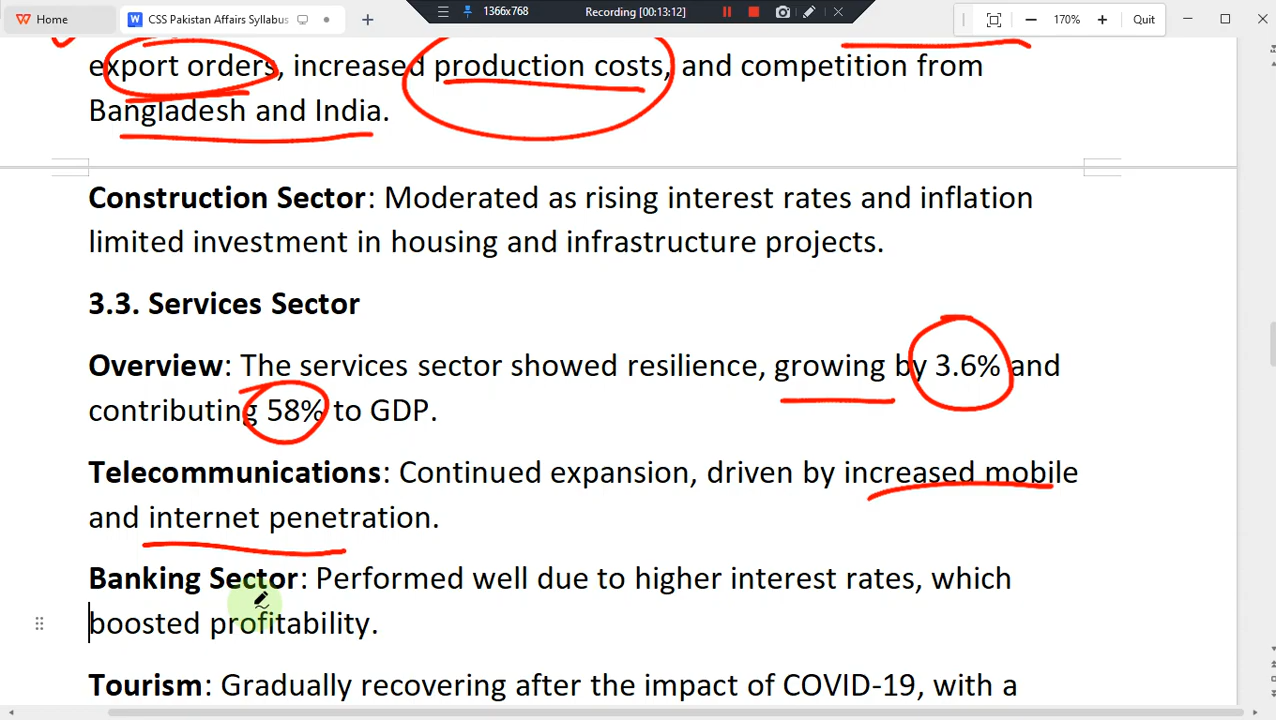 Home
CSS Pakistan Affairs Syllabus
1366x768
Recording [00:13:12]
170%
Quit
export orders, increased production costs, and competition from
Bangladesh and India.
Construction Sector: Moderated as rising interest rates and inflation
limited investment in housing and infrastructure projects.
3.3. Services Sector
Overview: The services sector showed resilience, growing by 3.6% and
contributing 58% to GDP.
Telecommunications: Continued expansion, driven by increased mobile
and internet penetration.
Banking Sector: Performed well due to higher interest rates, which
boosted profitability.
Tourism: Gradually recovering after the impact of COVID-19, with a